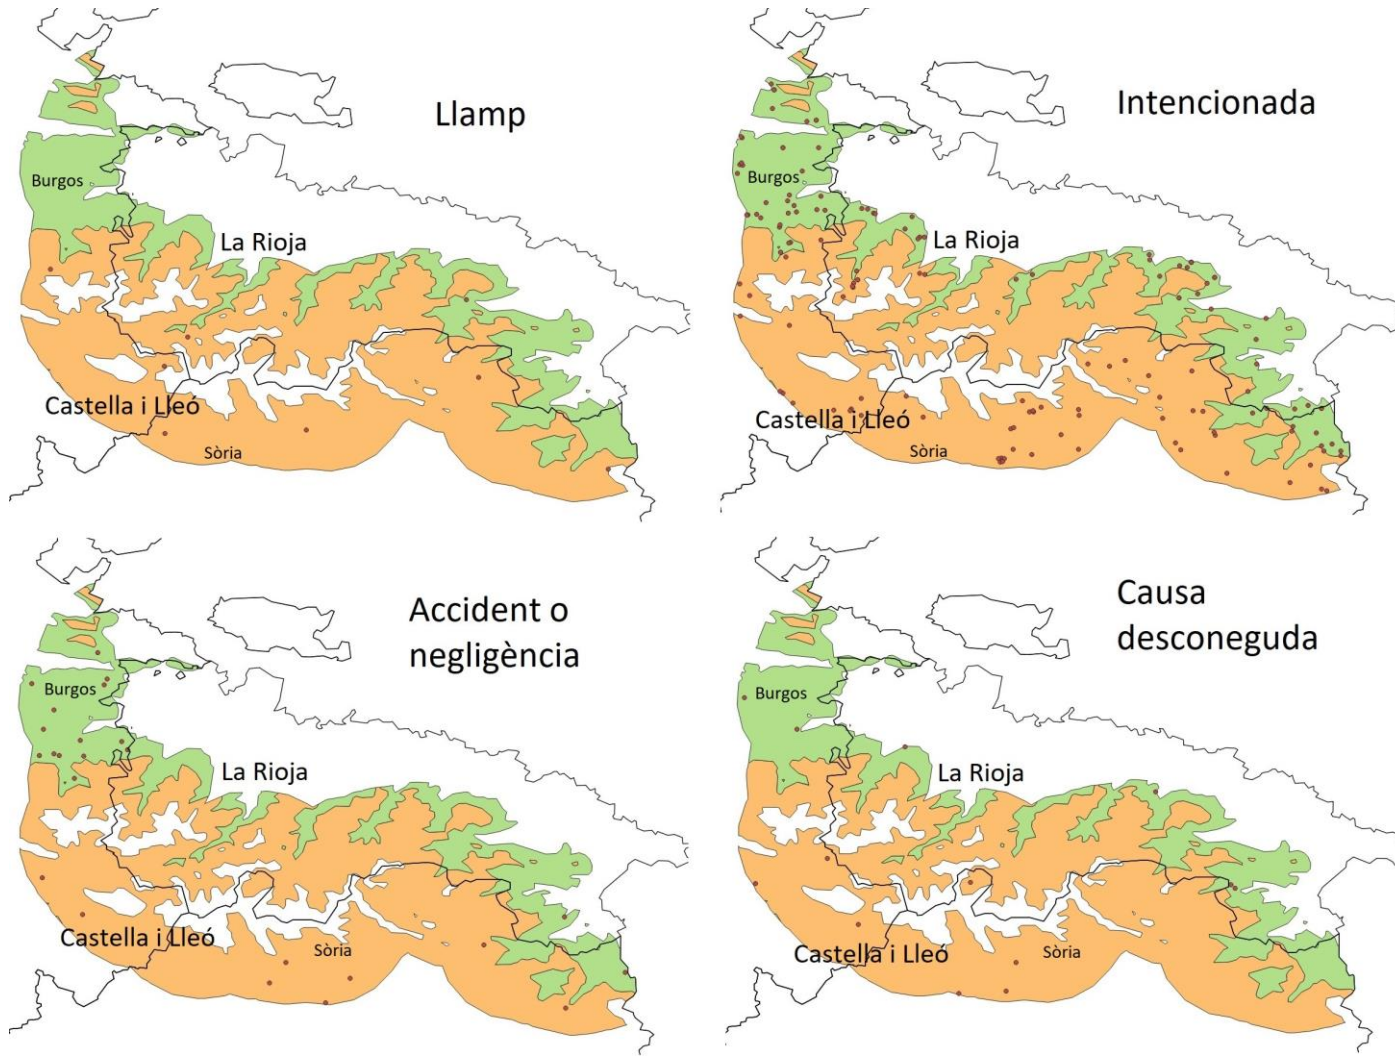 Llamp
Burgos
La Rioja
Castella i Lleó
Sòria
Intencionada
Burgos
La Rioja
Castella i Lleó
Sòria
Accident o
negligència
Burgos
La Rioja
Castella i Lleó
Sòria
Causa
desconeguda
Burgos
La Rioja
Castella i Lleó
Sòria